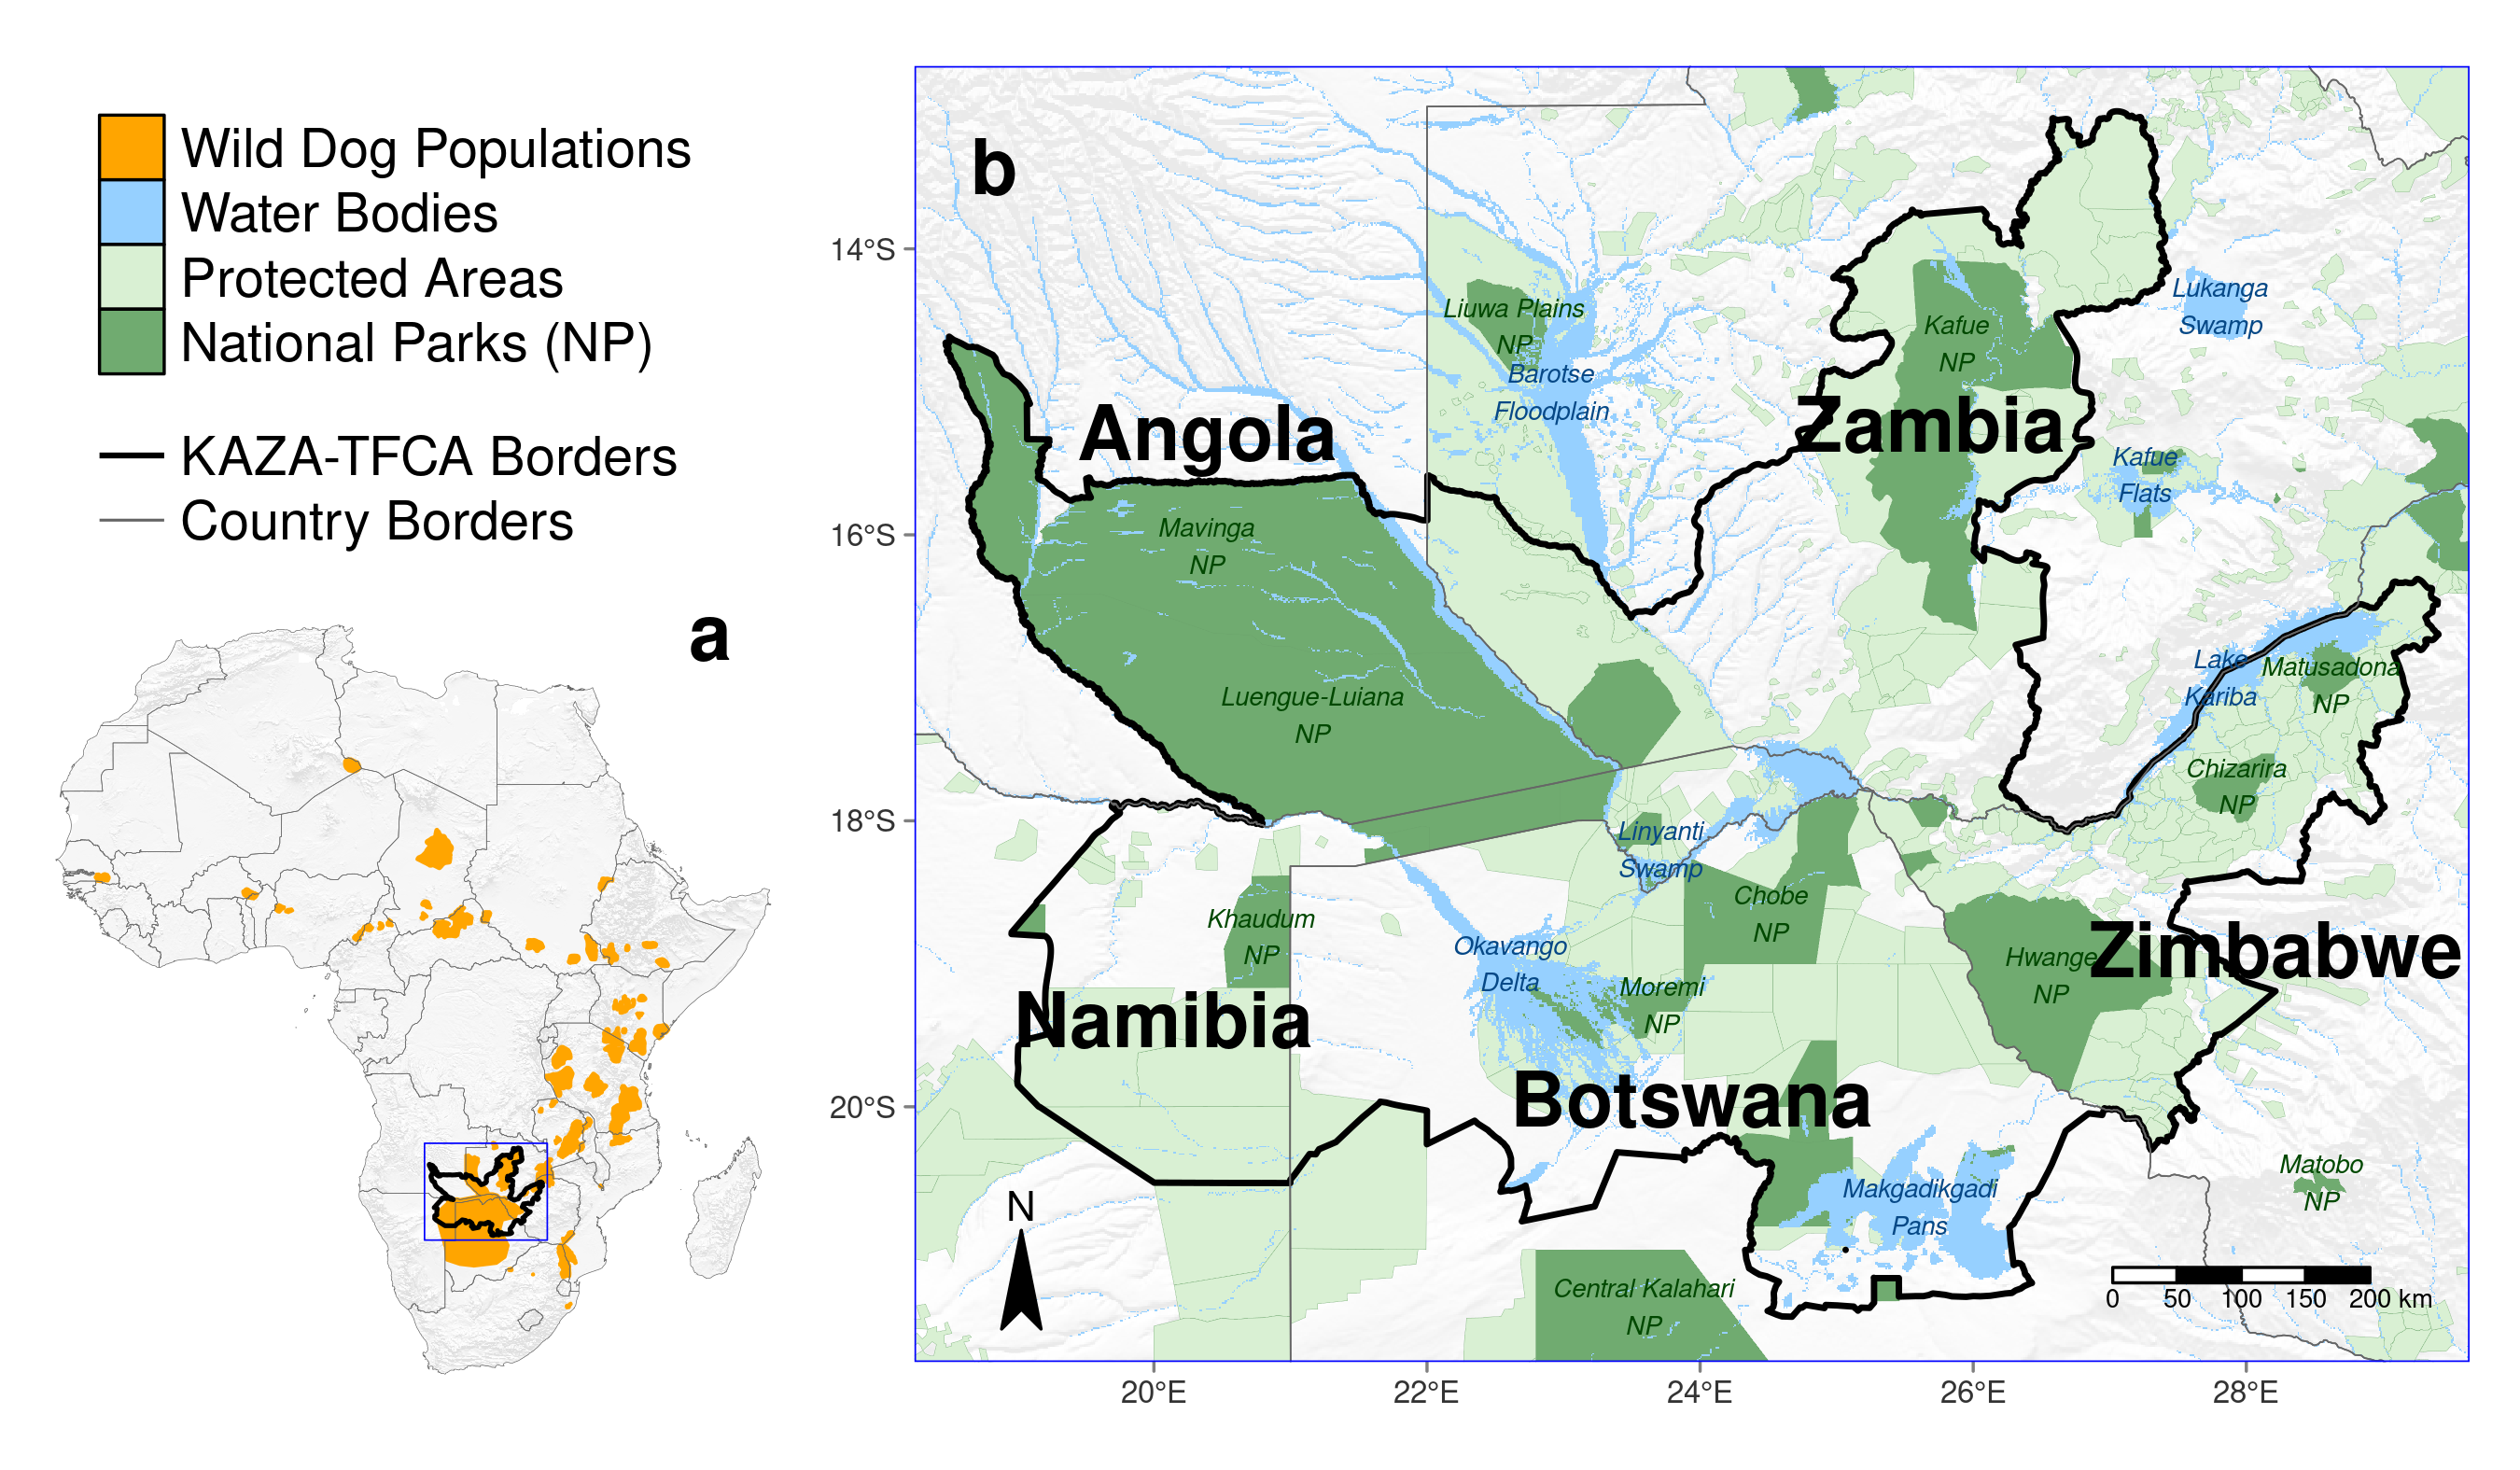 Wild Dog Populations
Water Bodies
Protected Areas
National Parks (NP)
KAZA-TFCA Borders
Country Borders
a
b
14°S
16°S
18°S
20°S
20°E
22°E
24°E
26°E
28°E
Angola
Zambia
Namibia
Botswana
Zimbabwe
Liuwa Plains
NP
Barotse
Floodplain
Kafue
NP
Lukanga
Swamp
Kafue
Flats
Mavinga
NP
Luengue-Luiana
NP
Lake
Kariba
Matusadona
NP
Chizarira
NP
Linyanti
Swamp
Chobe
NP
Khaudum
NP
Okavango
Delta
Moremi
NP
Hwange
NP
Makgadikgadi
Pans
Matobo
NP
Central Kalahari
NP
N
0 50 100 150 200 km